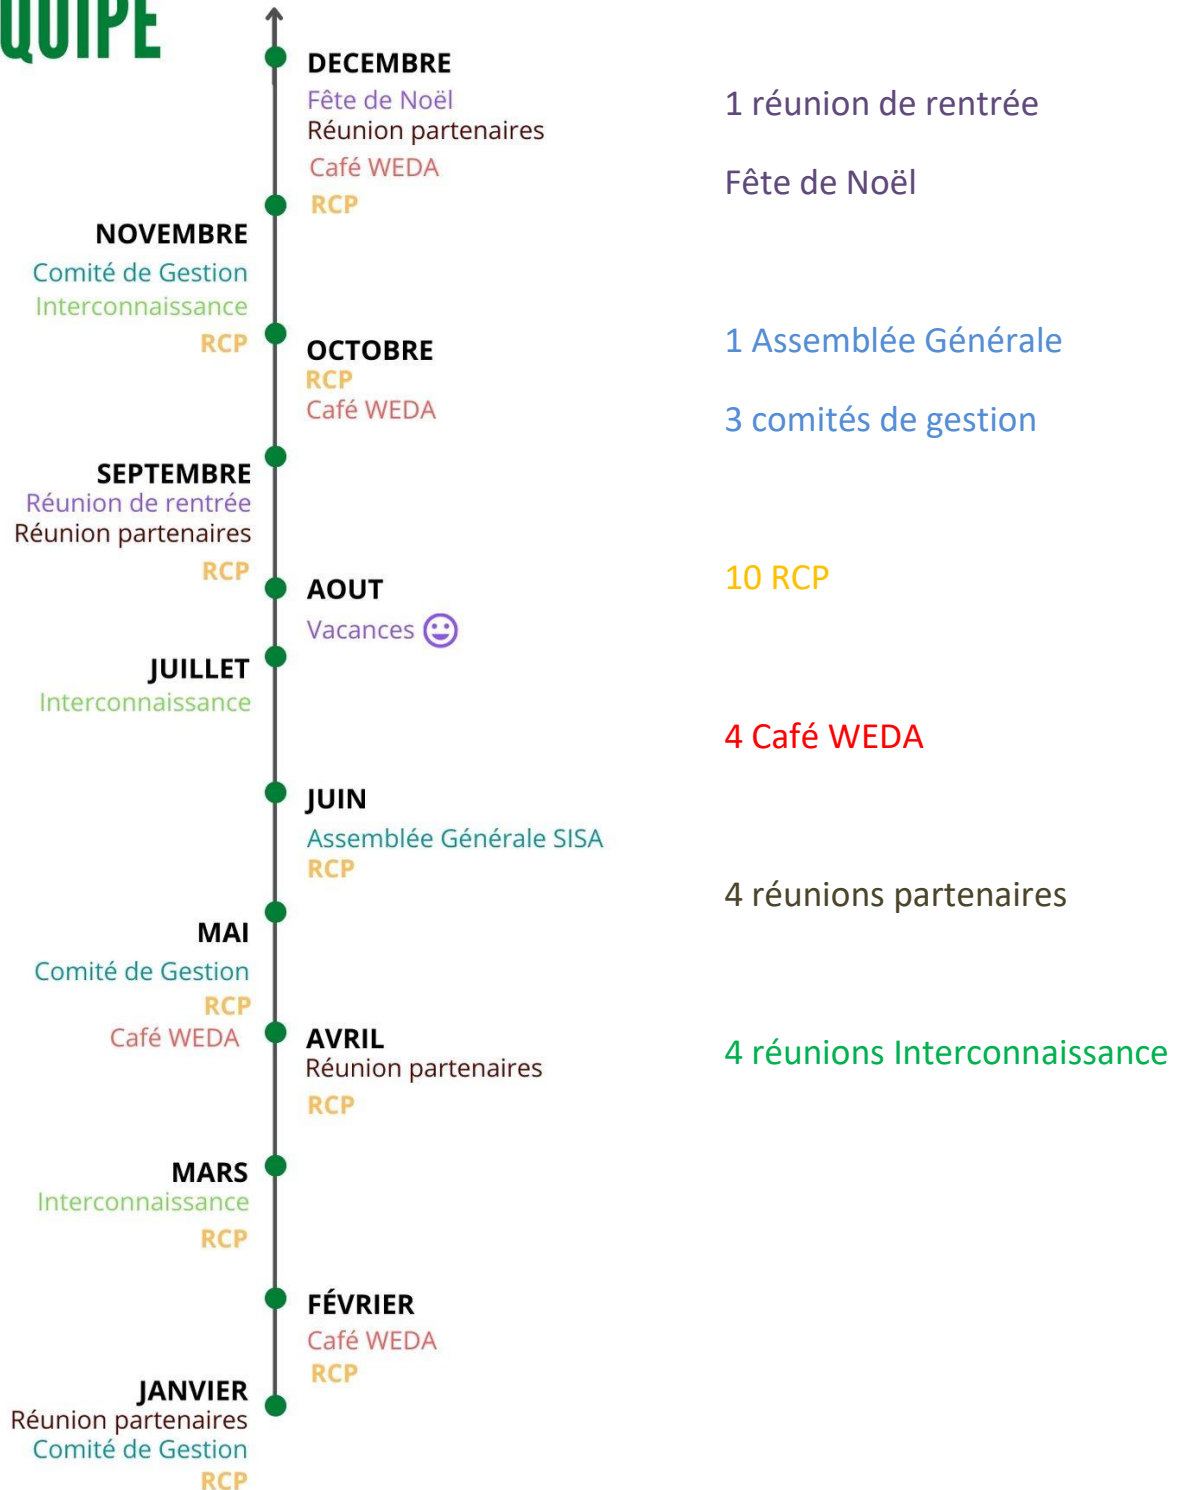 QUIPE
DECEMBRE
Fête de Noël
Réunion partenaires
Café WEDA
RCP
NOVEMBRE
Comité de Gestion
Interconnaissance
RCP
OCTOBRE
RCP
Café WEDA
SEPTEMBRE
Réunion de rentrée
Réunion partenaires
RCP
AOUT
Vacances
JUILLET
Interconnaissance
JUIN
Assemblée Générale SISA
RCP
MAI
Comité de Gestion
RCP
Café WEDA
AVRIL
Réunion partenaires
RCP
MARS
Interconnaissance
RCP
FÉVRIER
Café WEDA
RCP
JANVIER
Réunion partenaires
Comité de Gestion
RCP
1 réunion de rentrée
Fête de Noël
1 Assemblée Générale
3 comités de gestion
10 RCP
4 Café WEDA
4 réunions partenaires
4 réunions Interconnaissance